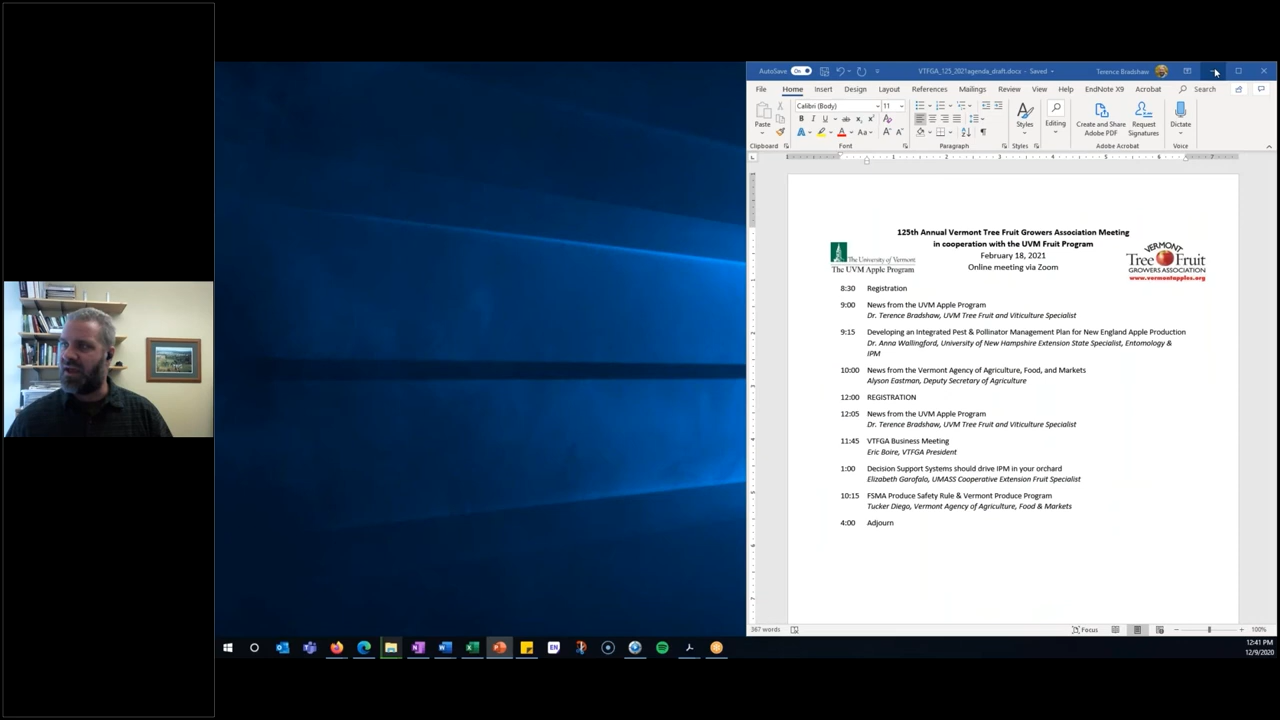 AutoSave On
VTFGA_125_2021agenda_draft.docx - Saved
Terence Bradshaw
File Home Insert Design Layout References Mailings Review View Help EndNote X9 Acrobat Search
Paste
Calibri (Body) 11
Styles
Editing
Create and Share
Adobe PDF
Request
Signatures
Dictate
Clipboard Font Paragraph Styles Adobe Acrobat Voice
125th Annual Vermont Tree Fruit Growers Association Meeting
in cooperation with the UVM Fruit Program
February 18, 2021
Online meeting via Zoom
The University of Vermont
The UVM Apple Program
VERMONT
Tree Fruit
GROWERS ASSOCIATION
www.vermontapples.org
8:30 Registration
9:00 News from the UVM Apple Program
Dr. Terence Bradshaw, UVM Tree Fruit and Viticulture Specialist
9:15 Developing an Integrated Pest & Pollinator Management Plan for New England Apple Production
Dr. Anna Wallingford, University of New Hampshire Extension State Specialist, Entomology &
IPM
10:00 News from the Vermont Agency of Agriculture, Food, and Markets
Alyson Eastman, Deputy Secretary of Agriculture
12:00 REGISTRATION
12:05 News from the UVM Apple Program
Dr. Terence Bradshaw, UVM Tree Fruit and Viticulture Specialist
11:45 VTFGA Business Meeting
Eric Boire, VTFGA President
1:00 Decision Support Systems should drive IPM in your orchard
Elizabeth Garofalo, UMASS Cooperative Extension Fruit Specialist
10:15 FSMA Produce Safety Rule & Vermont Produce Program
Tucker Diego, Vermont Agency of Agriculture, Food & Markets
4:00 Adjourn
367 words
Focus
100%
EN
12:41 PM
12/9/2020